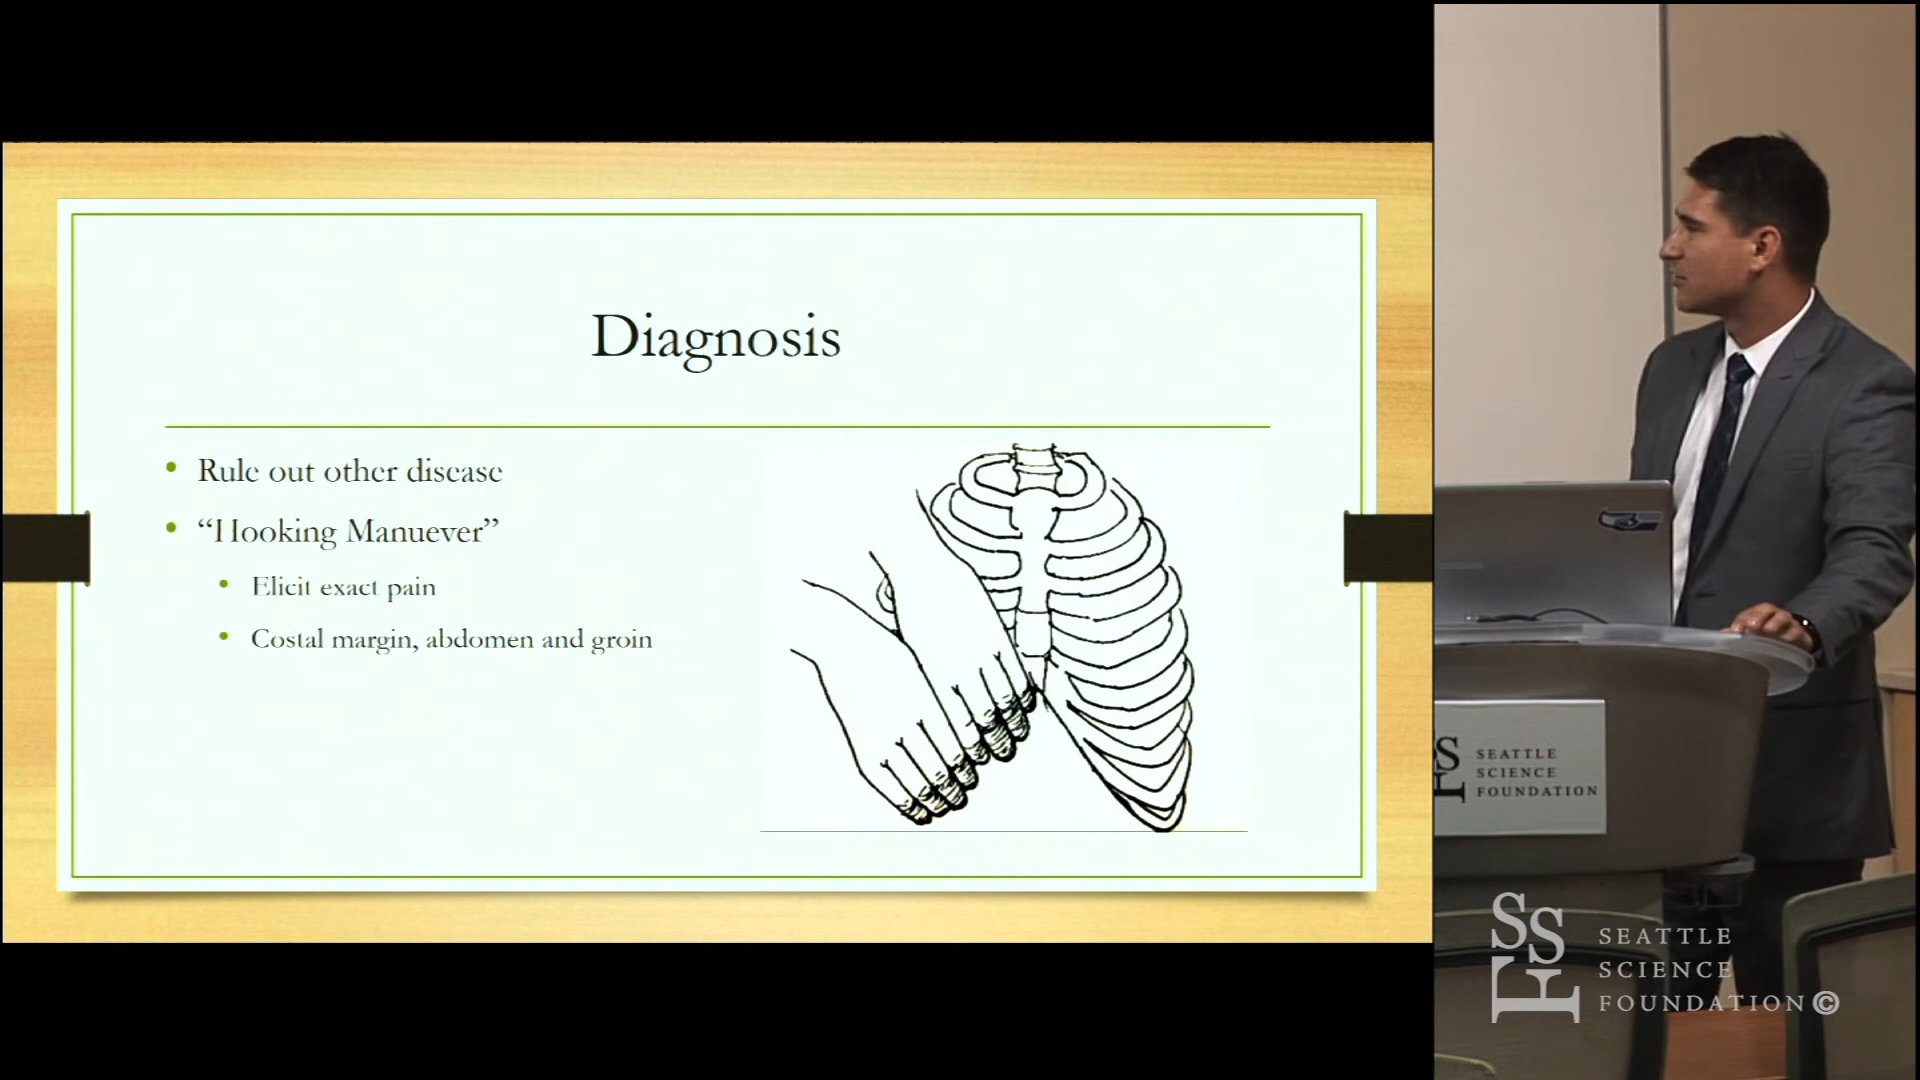 Diagnosis
• Rule out other disease
• “Hooking Manuever”
• Elicit exact pain
• Costal margin, abdomen and groin
SEATTLE
SCIENCE
FOUNDATION
SSF
SEATTLE
SCIENCE
FOUNDATION©